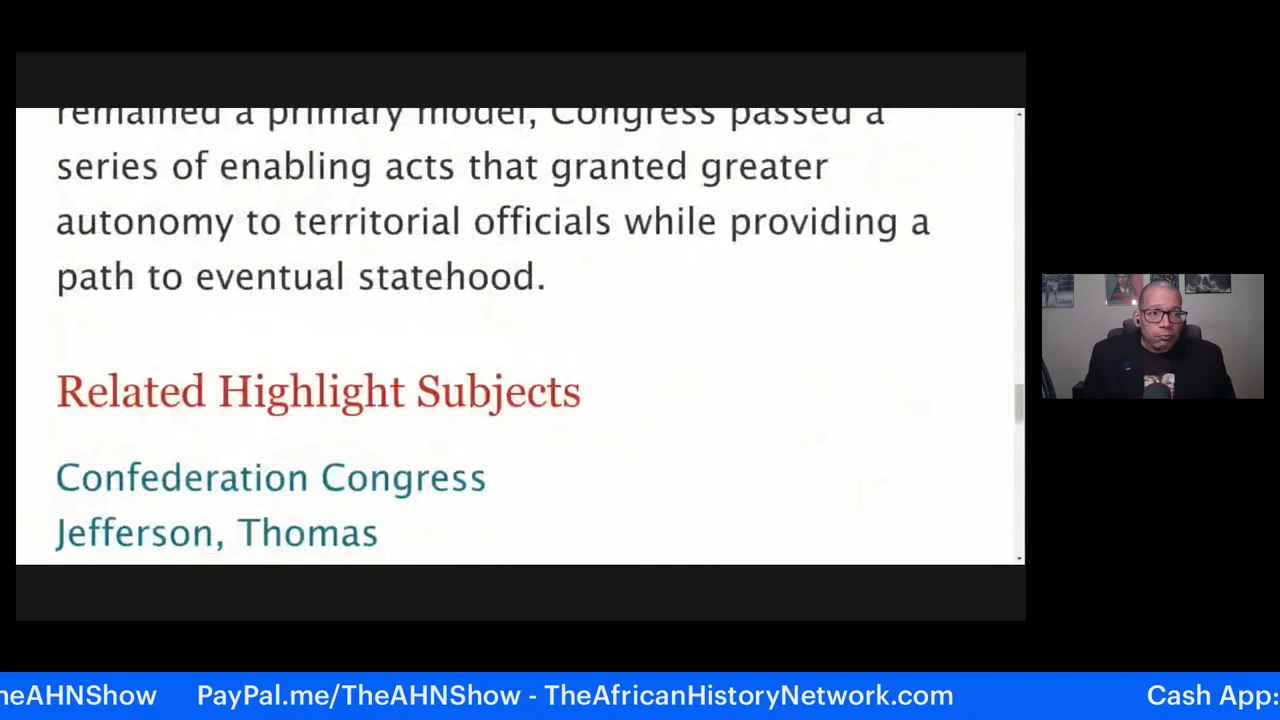 remained a primary model, Congress passed a
series of enabling acts that granted greater
autonomy to territorial officials while providing a
path to eventual statehood.
Related Highlight Subjects
Confederation Congress
Jefferson, Thomas
heAHNShow PayPal.me/TheAHNShow - TheAfricanHistoryNetwork.com Cash App: